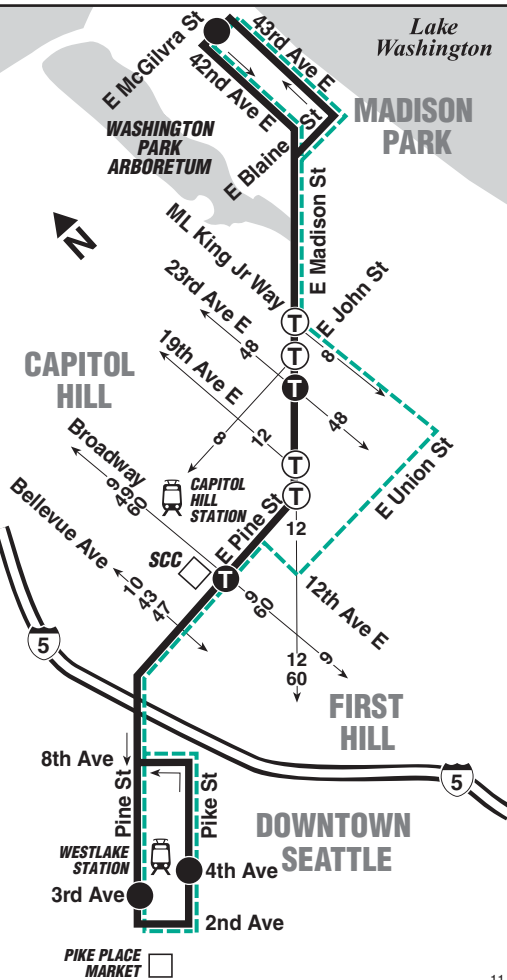 Lake
Washington
E McGilvra St
43rd Ave E
42nd Ave E
MADISON
PARK
WASHINGTON
PARK
ARBORETUM
E Blaine St
E Madison St
ML King Jr Way
E John St
23rd Ave E
T
T
8
48
T
19th Ave E
CAPITOL
HILL
48
8
12
E Union St
Broadway
T
9
49
60
CAPITOL
HILL
STATION
T
Bellevue Ave
E Pine St
12
SCC
T
10
43
47
12th Ave E
9
60
9
12
60
5
N
FIRST
HILL
8th Ave
5
Pine St
Pike St
DOWNTOWN
SEATTLE
WESTLAKE
STATION
4th Ave
3rd Ave
2nd Ave
PIKE PLACE
MARKET
11